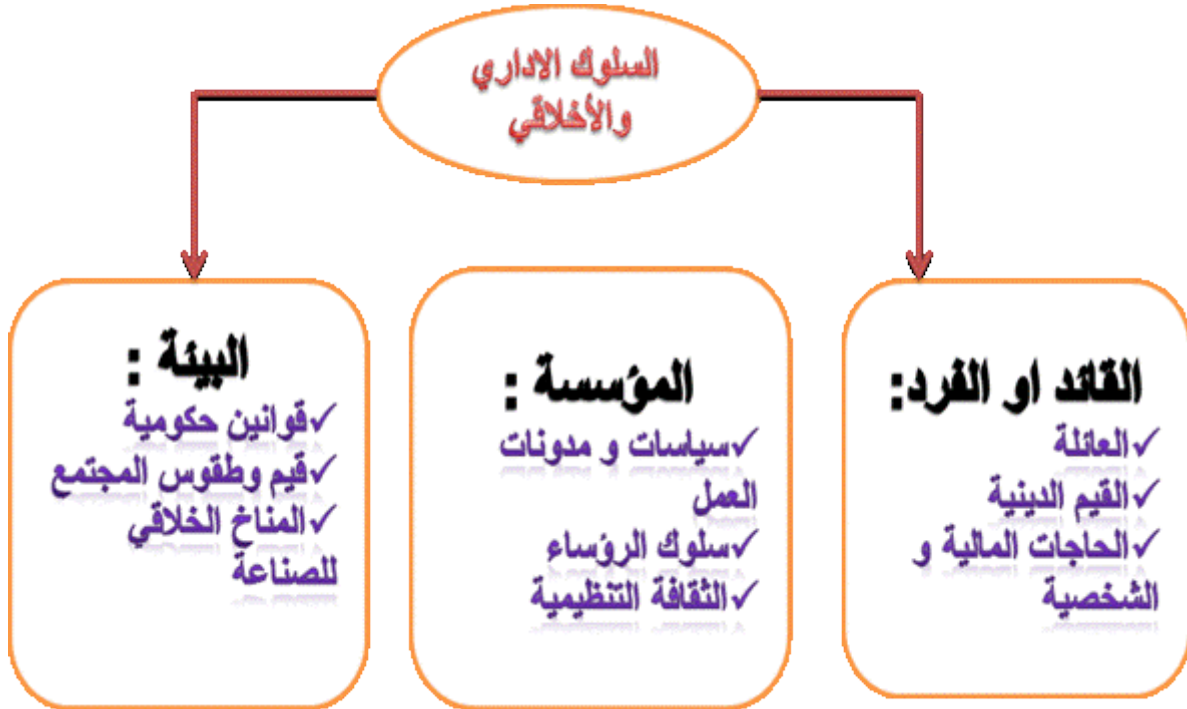 السلوك الاداري
والأخلاقي
القائد او الفرد:
✓العائلة
✓القيم الدينية
✓الحاجات المالية و
الشخصية
المؤسسة :
✓سياسات و مدونات
العمل
✓سلوك الرؤساء
✓الثقافة التنظيمية
البيئة :
✓قوانين حكومية
✓قيم وطقوس المجتمع
✓المناخ الخلاقي
للصناعة